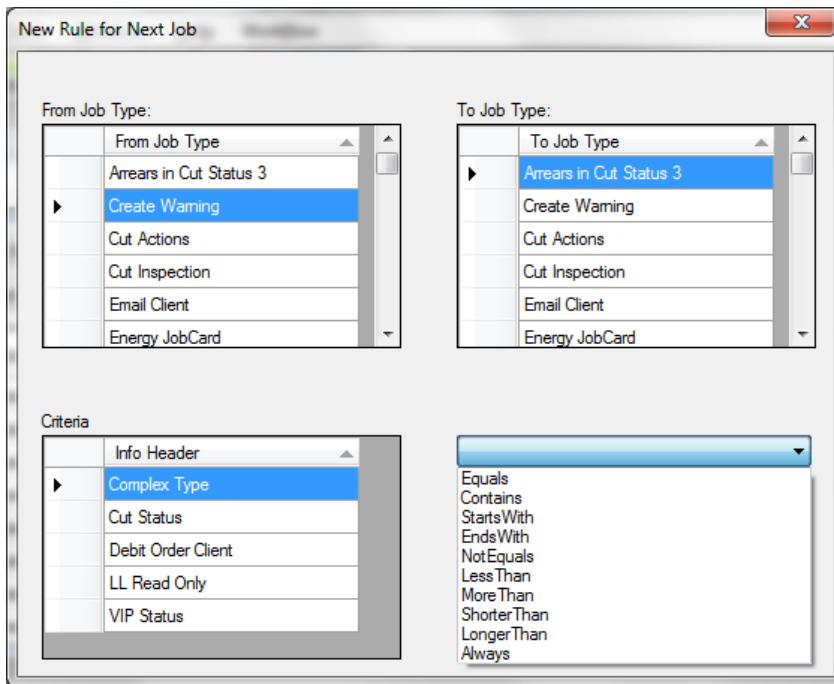 New Rule for Next Job
From Job Type:
To Job Type:
From Job Type
Arrears in Cut Status 3
Create Warning
Cut Actions
Cut Inspection
Email Client
Energy JobCard
To Job Type
Arrears in Cut Status 3
Create Warning
Cut Actions
Cut Inspection
Email Client
Energy JobCard
Criteria
Info Header
Complex Type
Cut Status
Debit Order Client
LL Read Only
VIP Status
Equals
Contains
StartsWith
EndsWith
NotEquals
LessThan
MoreThan
ShorterThan
LongerThan
Always